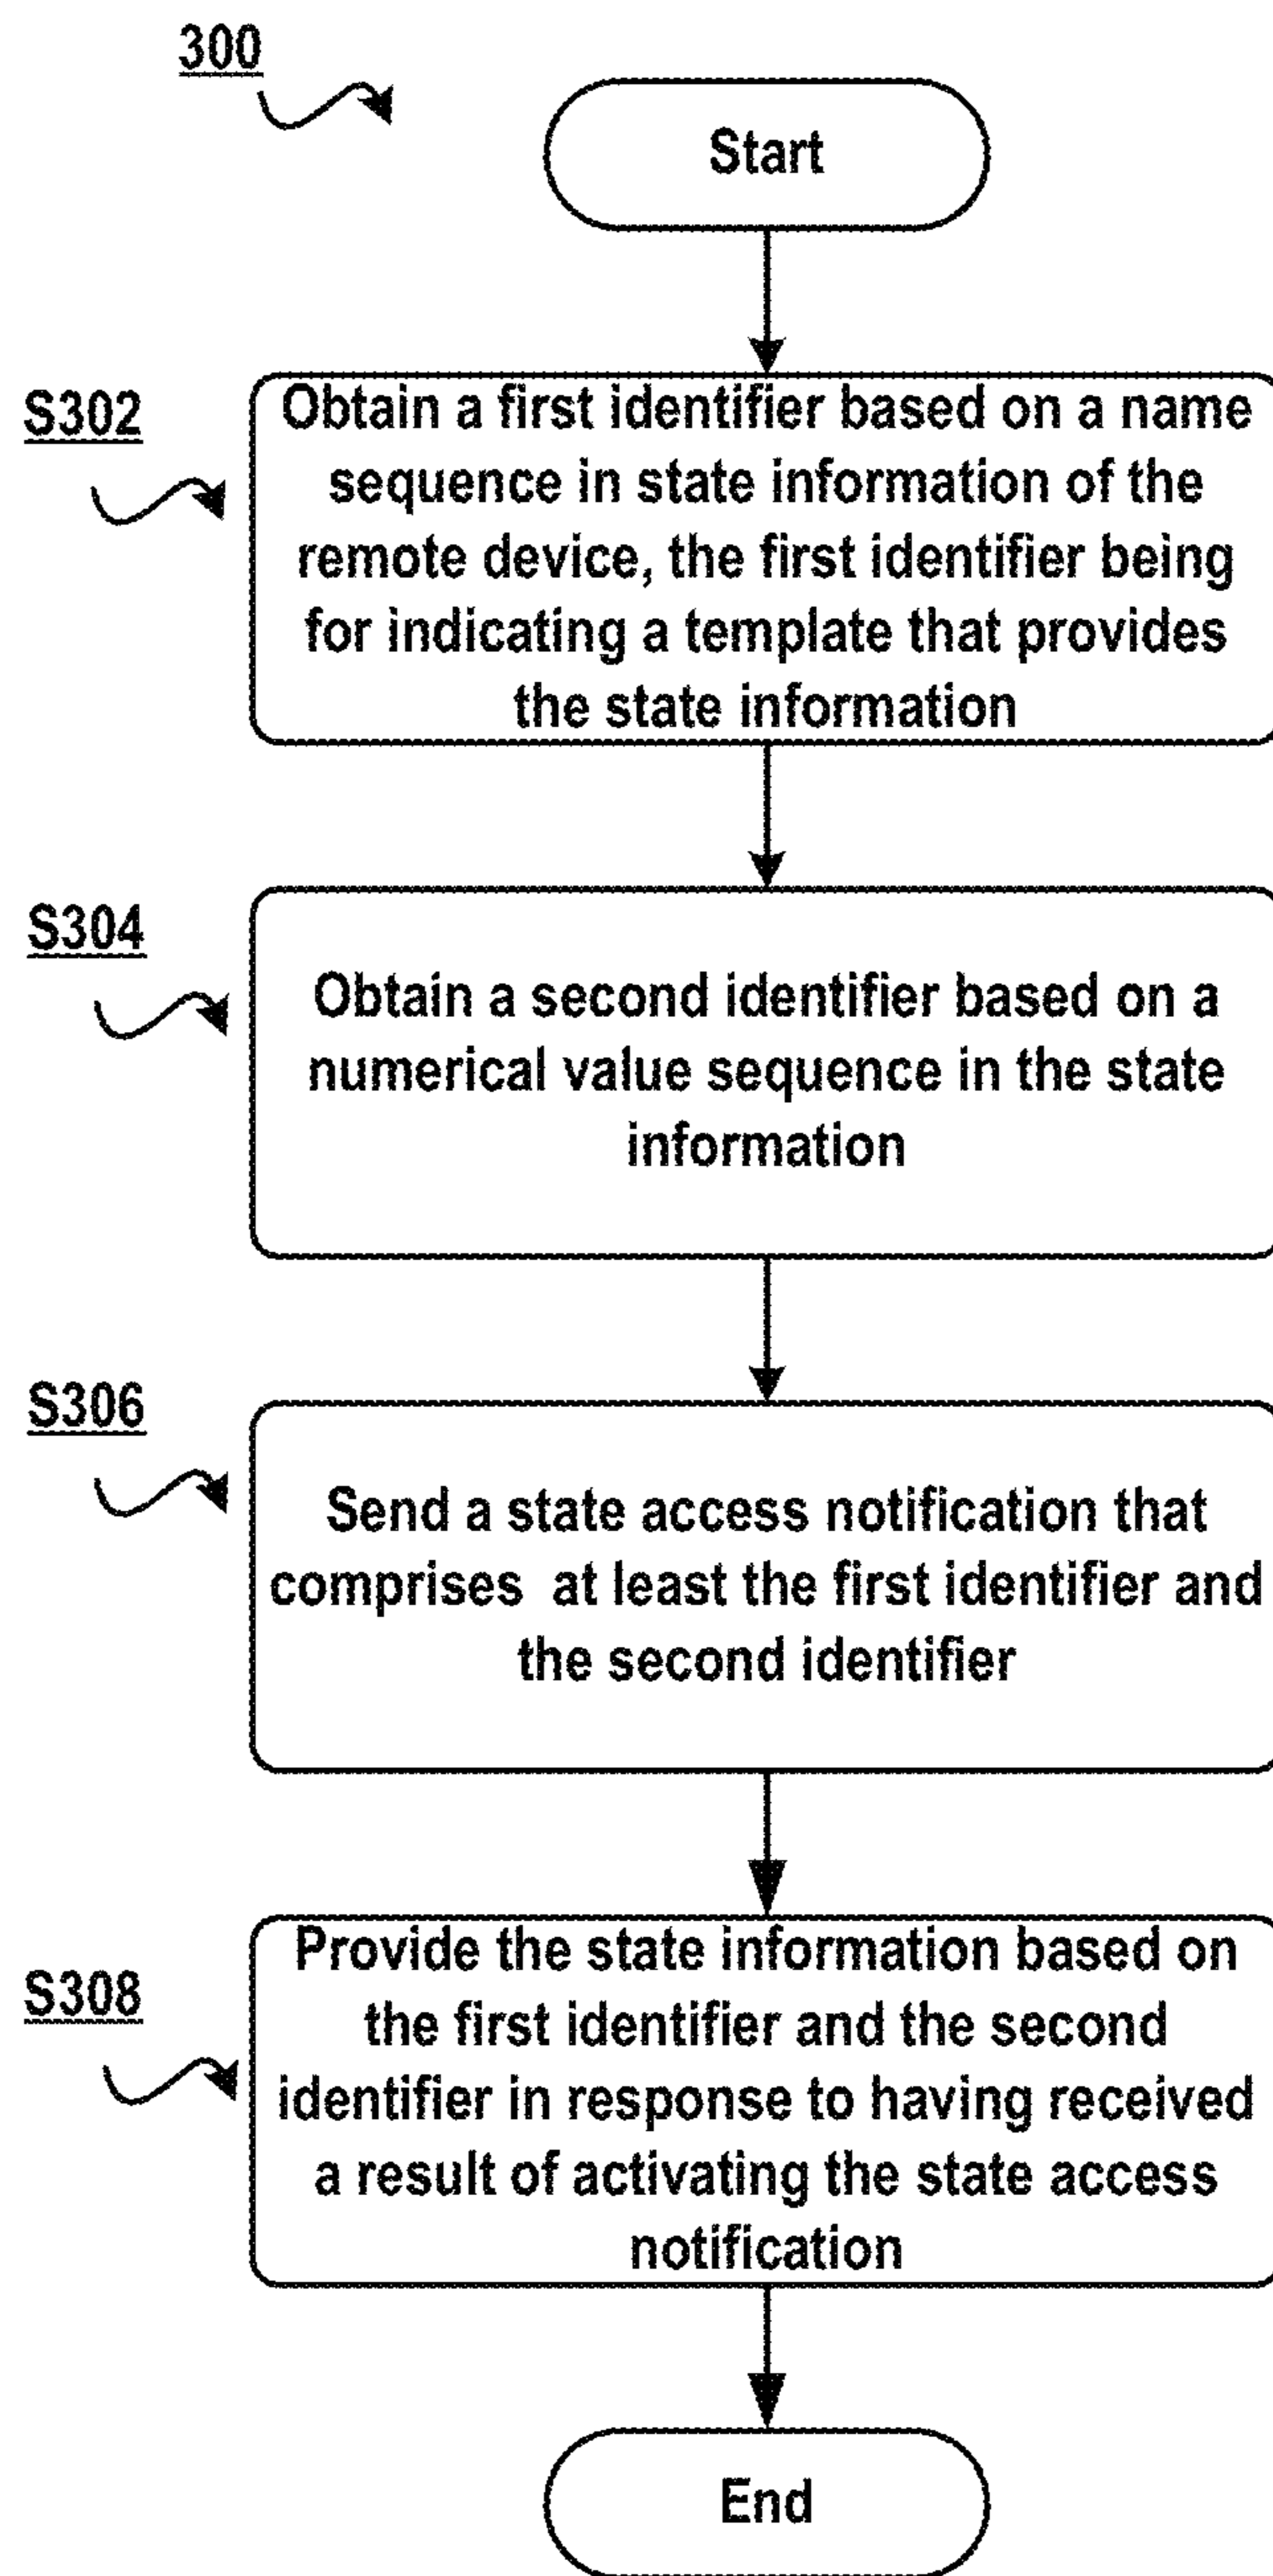 300
Start
S302
Obtain a first identifier based on a name
sequence in state information of the
remote device, the first identifier being
for indicating a template that provides
the state information
S304
Obtain a second identifier based on a
numerical value sequence in the state
information
S306
Send a state access notification that
comprises at least the first identifier and
the second identifier
S308
Provide the state information based on
the first identifier and the second
identifier in response to having received
a result of activating the state access
notification
End